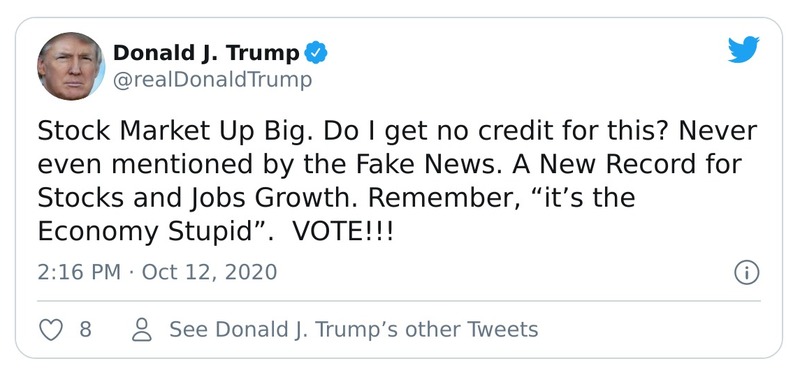 Donald J. Trump
@realDonaldTrump
Stock Market Up Big. Do I get no credit for this? Never
even mentioned by the Fake News. A New Record for
Stocks and Jobs Growth. Remember, “it’s the
Economy Stupid”.  VOTE!!!
2:16 PM · Oct 12, 2020
8 See Donald J. Trump’s other Tweets